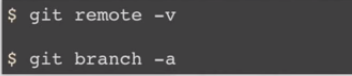 $ git remote -v
$ git branch -a